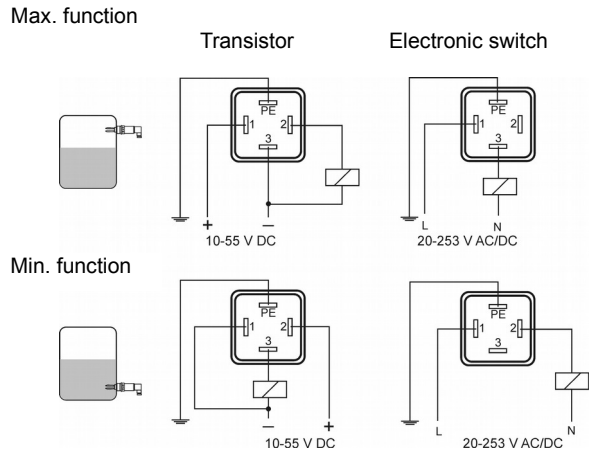 Max. function
Transistor Electronic switch
PE
1 2
3
+ −
10-55 V DC
PE
1 2
3
L N
20-253 V AC/DC
Min. function
PE
1 2
3
− +
10-55 V DC
PE
1 2
3
L N
20-253 V AC/DC